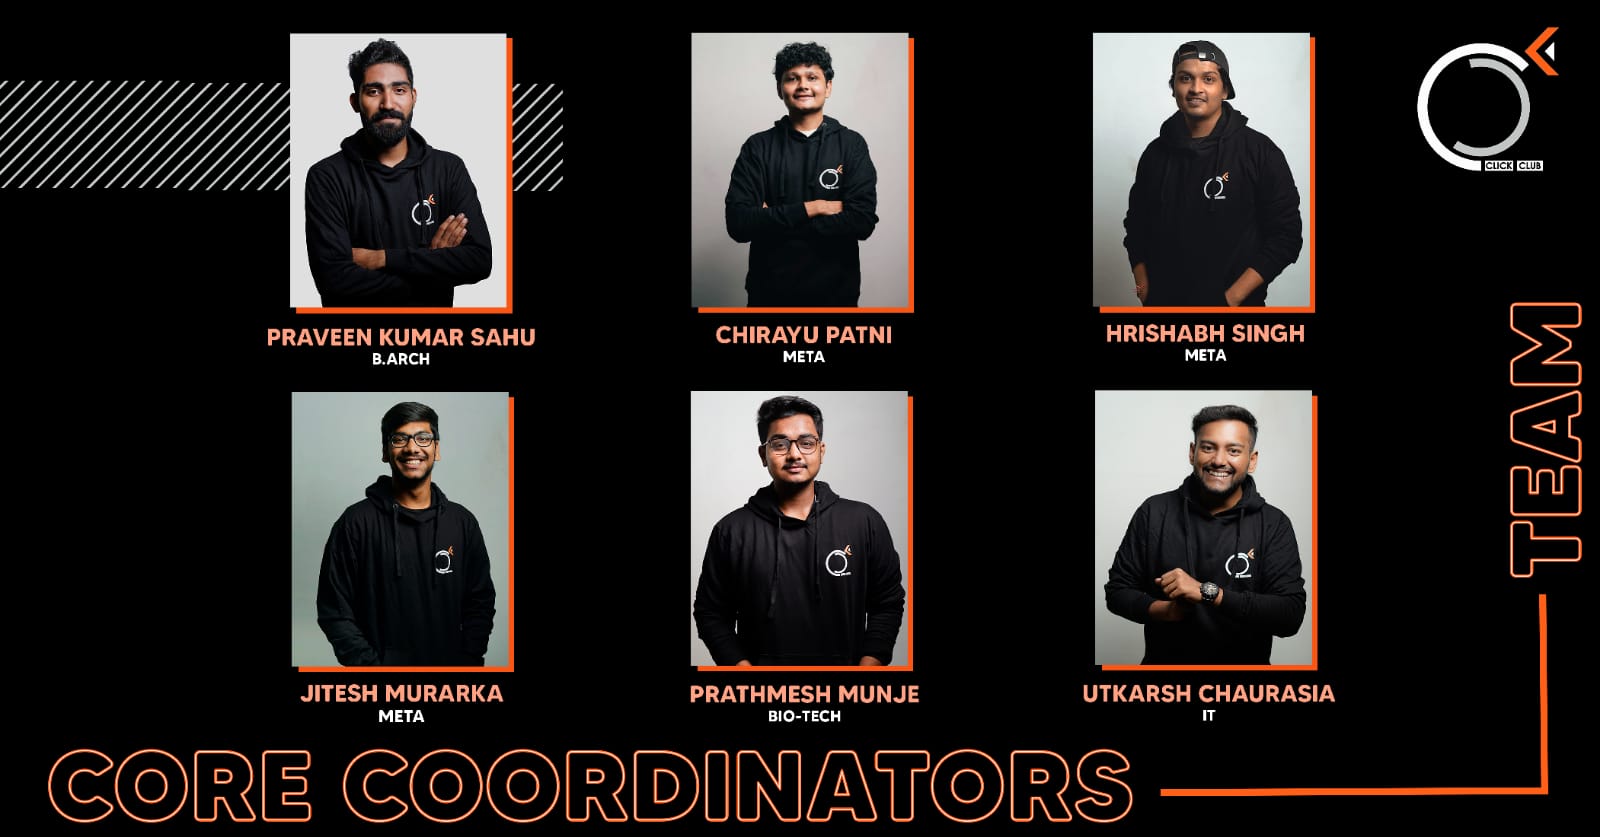 CLICK CLUB
PRAVEEN KUMAR SAHU
B.ARCH
CHIRAYU PATNI
META
HRISHABH SINGH
META
JITESH MURARKA
META
PRATHMESH MUNJE
BIO-TECH
UTKARSH CHAURASIA
IT
CORE COORDINATORS
TEAM